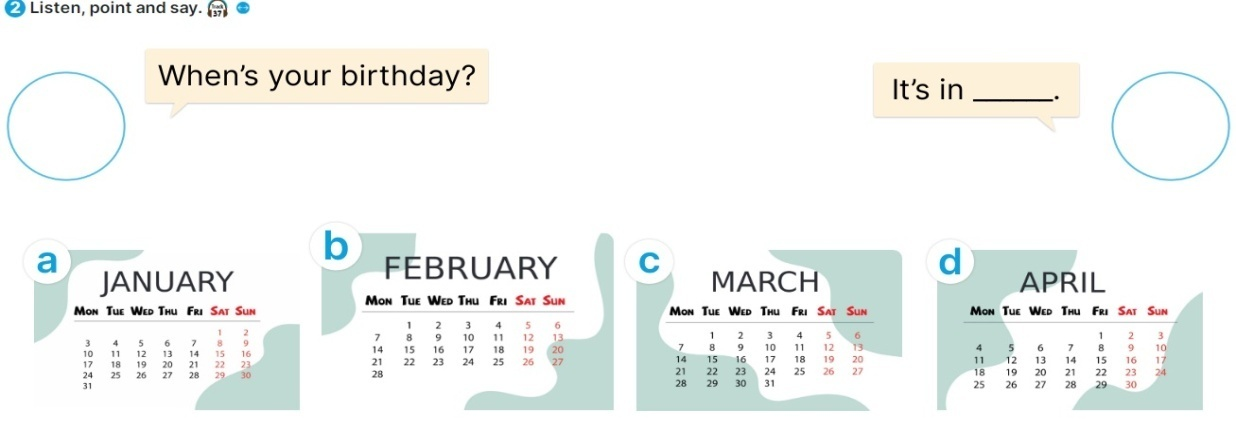 2 Listen, point and say. Track 37
When's your birthday?
It's in ______.
a
JANUARY
MON TUE WED THU FRI SAT SUN
1 2
3 4 5 6 7 8 9
10 11 12 13 14 15 16
17 18 19 20 21 22 23
24 25 26 27 28 29 30
31
b
FEBRUARY
MON TUE WED THU FRI SAT SUN
1 2 3 4 5 6
7 8 9 10 11 12 13
14 15 16 17 18 19 20
21 22 23 24 25 26 27
28
c
MARCH
MON TUE WED THU FRI SAT SUN
1 2 3 4 5 6
7 8 9 10 11 12 13
14 15 16 17 18 19 20
21 22 23 24 25 26 27
28 29 30 31
d
APRIL
MON TUE WED THU FRI SAT SUN
1 2 3
4 5 6 7 8 9 10
11 12 13 14 15 16 17
18 19 20 21 22 23 24
25 26 27 28 29 30